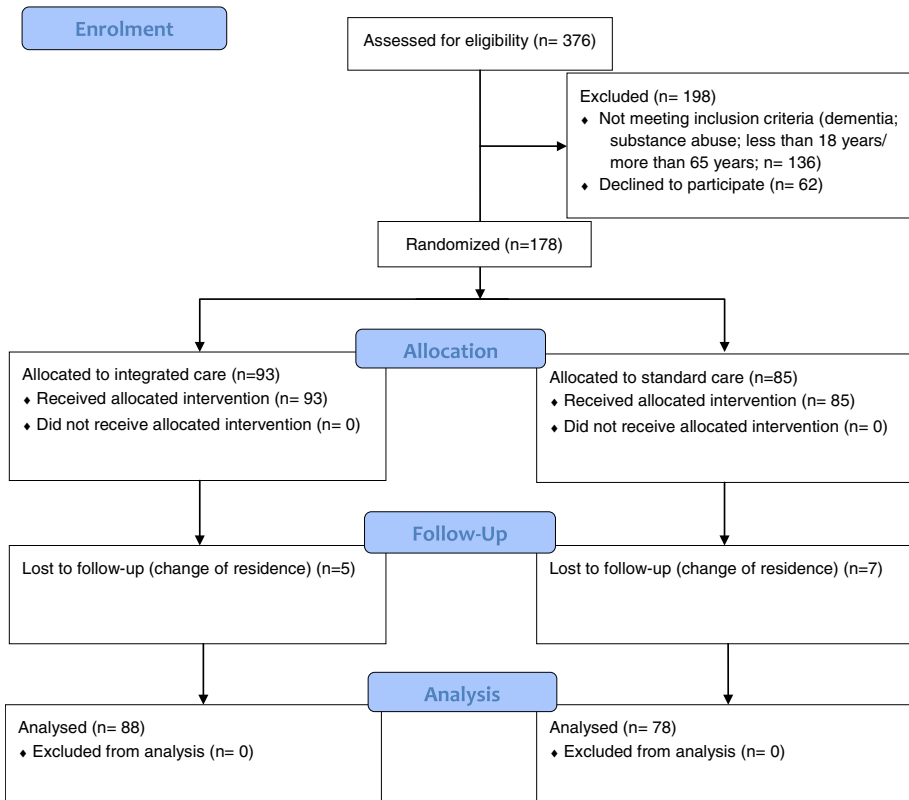 Enrolment
Assessed for eligibility (n= 376)
Excluded (n= 198)
♦ Not meeting inclusion criteria (dementia;
substance abuse; less than 18 years/
more than 65 years; n= 136)
♦ Declined to participate (n= 62)
Randomized (n=178)
Allocation
Allocated to integrated care (n=93)
♦ Received allocated intervention (n= 93)
♦ Did not receive allocated intervention (n= 0)
Allocated to standard care (n=85)
♦ Received allocated intervention (n= 85)
♦ Did not receive allocated intervention (n= 0)
Follow-Up
Lost to follow-up (change of residence) (n=5)
Lost to follow-up (change of residence) (n=7)
Analysis
Analysed (n= 88)
♦ Excluded from analysis (n= 0)
Analysed (n= 78)
♦ Excluded from analysis (n= 0)